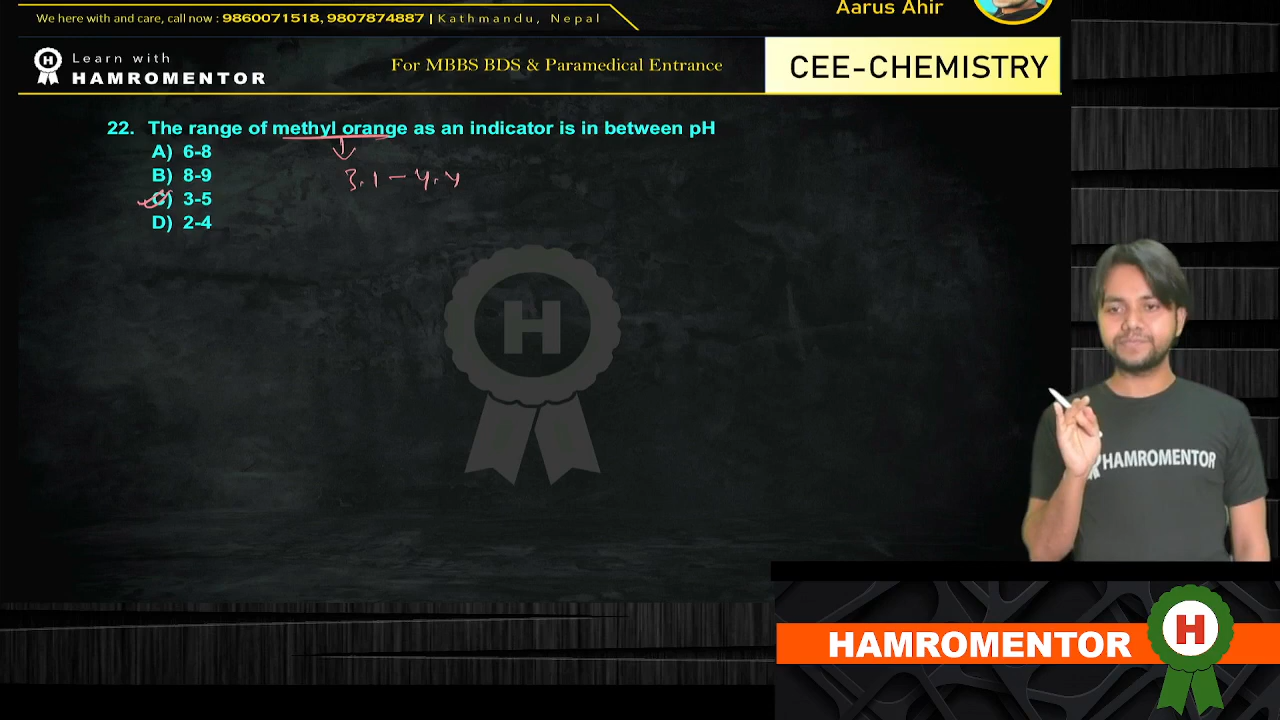 We here with and care, call now : 9860071518, 9807874887 | Kathmandu, Nepal
Aarus Ahir
Learn with
HAMROMENTOR
For MBBS BDS & Paramedical Entrance
CEE-CHEMISTRY
22. The range of methyl orange as an indicator is in between pH
A) 6-8
B) 8-9
C) 3-5
D) 2-4
3.1 - 4.4
H
HAMROMENTOR
HAMROMENTOR
H